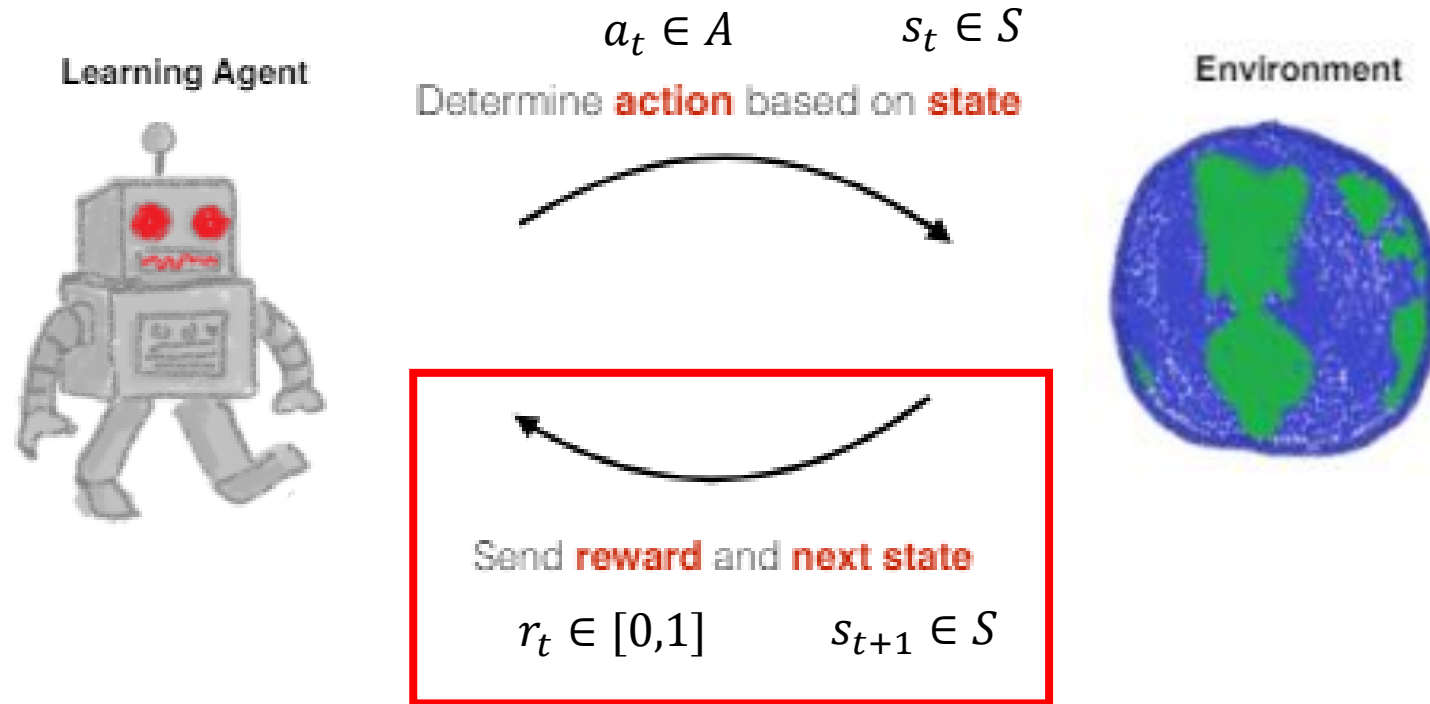 a_t ∈ A s_t ∈ S
Learning Agent
Environment
Determine action based on state
Send reward and next state
r_t ∈ [0,1] s_{t+1} ∈ S